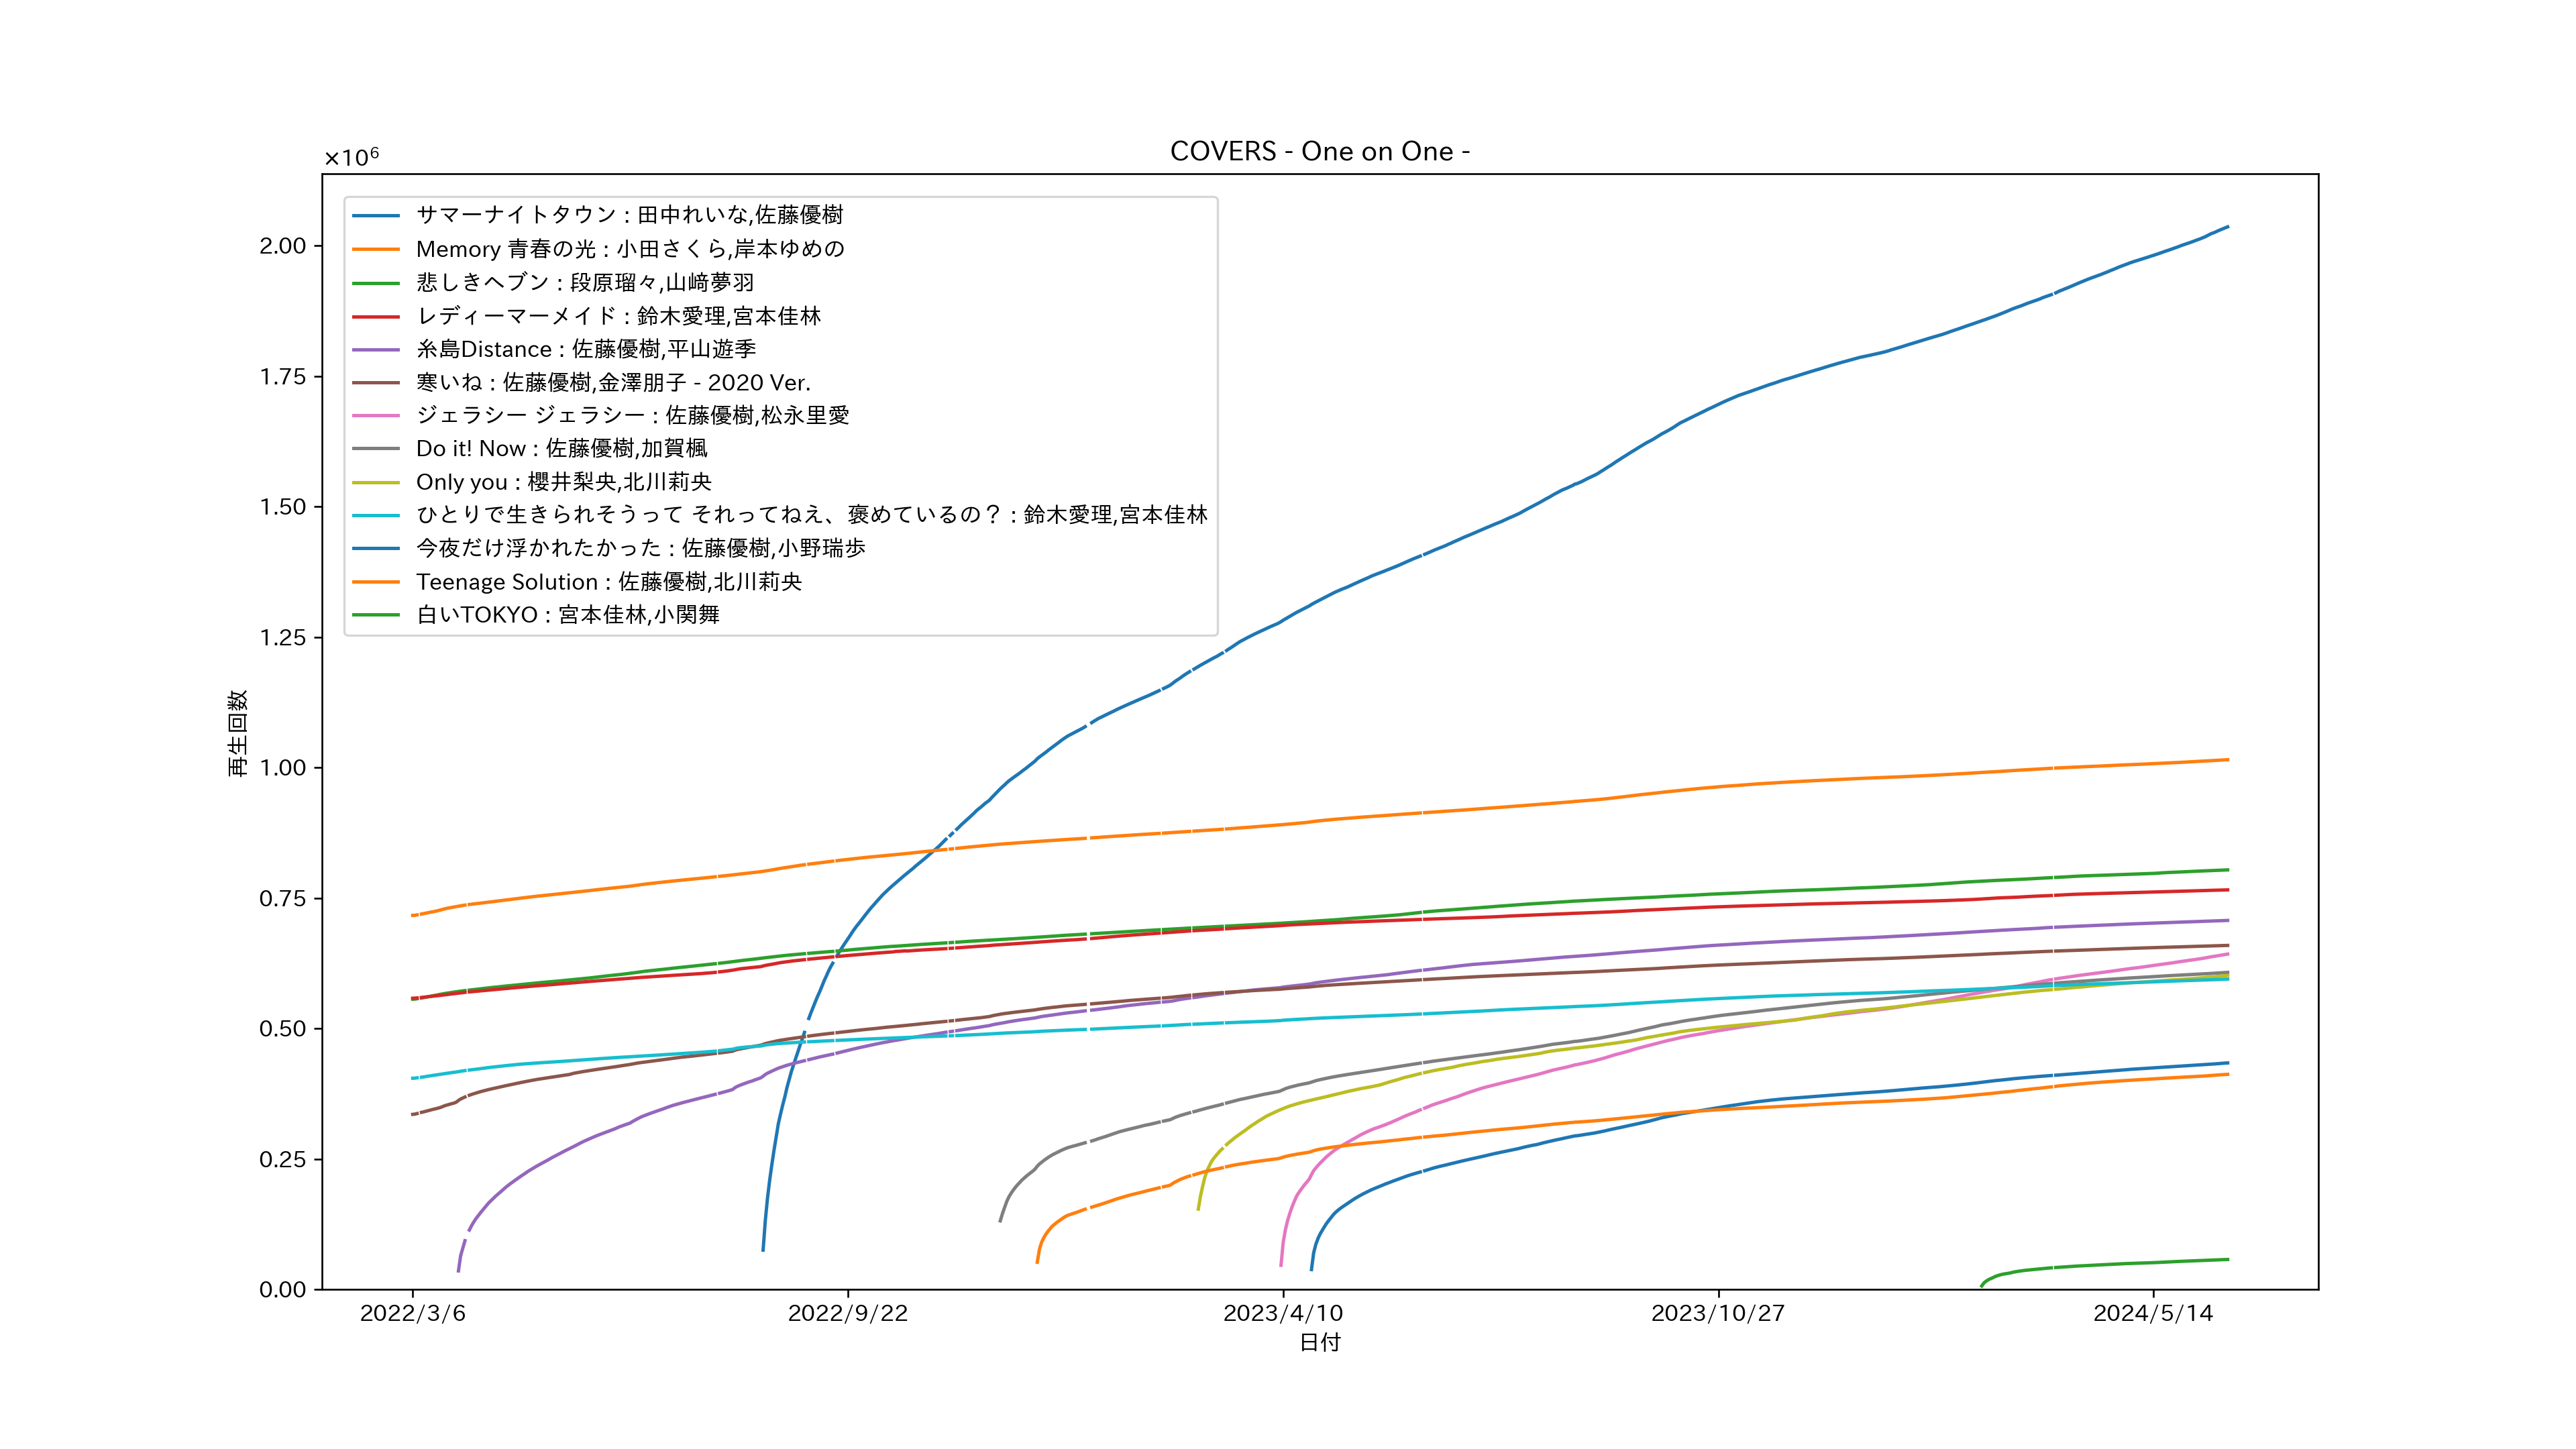 COVERS - One on One -
×10⁶
サマーナイトタウン : 田中れいな,佐藤優樹
Memory 青春の光 : 小田さくら,岸本ゆめの
悲しきヘブン : 段原瑠々,山﨑夢羽
レディーマーメイド : 鈴木愛理,宮本佳林
糸島Distance : 佐藤優樹,平山遊季
寒いね : 佐藤優樹,金澤朋子 - 2020 Ver.
ジェラシー ジェラシー : 佐藤優樹,松永里愛
Do it! Now : 佐藤優樹,加賀楓
Only you : 櫻井梨央,北川莉央
ひとりで生きられそうって それってねえ、褒めているの？ : 鈴木愛理,宮本佳林
今夜だけ浮かれたかった : 佐藤優樹,小野瑞歩
Teenage Solution : 佐藤優樹,北川莉央
白いTOKYO : 宮本佳林,小関舞
2.00
1.75
1.50
1.25
1.00
0.75
0.50
0.25
0.00
再生回数
2022/3/6
2022/9/22
2023/4/10
2023/10/27
2024/5/14
日付